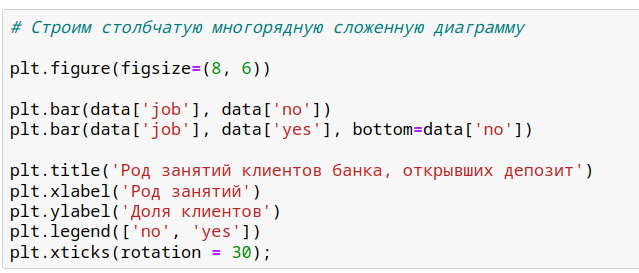 # Строим столбчатую многорядную сложенную диаграмму
plt.figure(figsize=(8, 6))
plt.bar(data['job'], data['no'])
plt.bar(data['job'], data['yes'], bottom=data['no'])
plt.title('Род занятий клиентов банка, открывших депозит')
plt.xlabel('Род занятий')
plt.ylabel('Доля клиентов')
plt.legend(['no', 'yes'])
plt.xticks(rotation = 30);